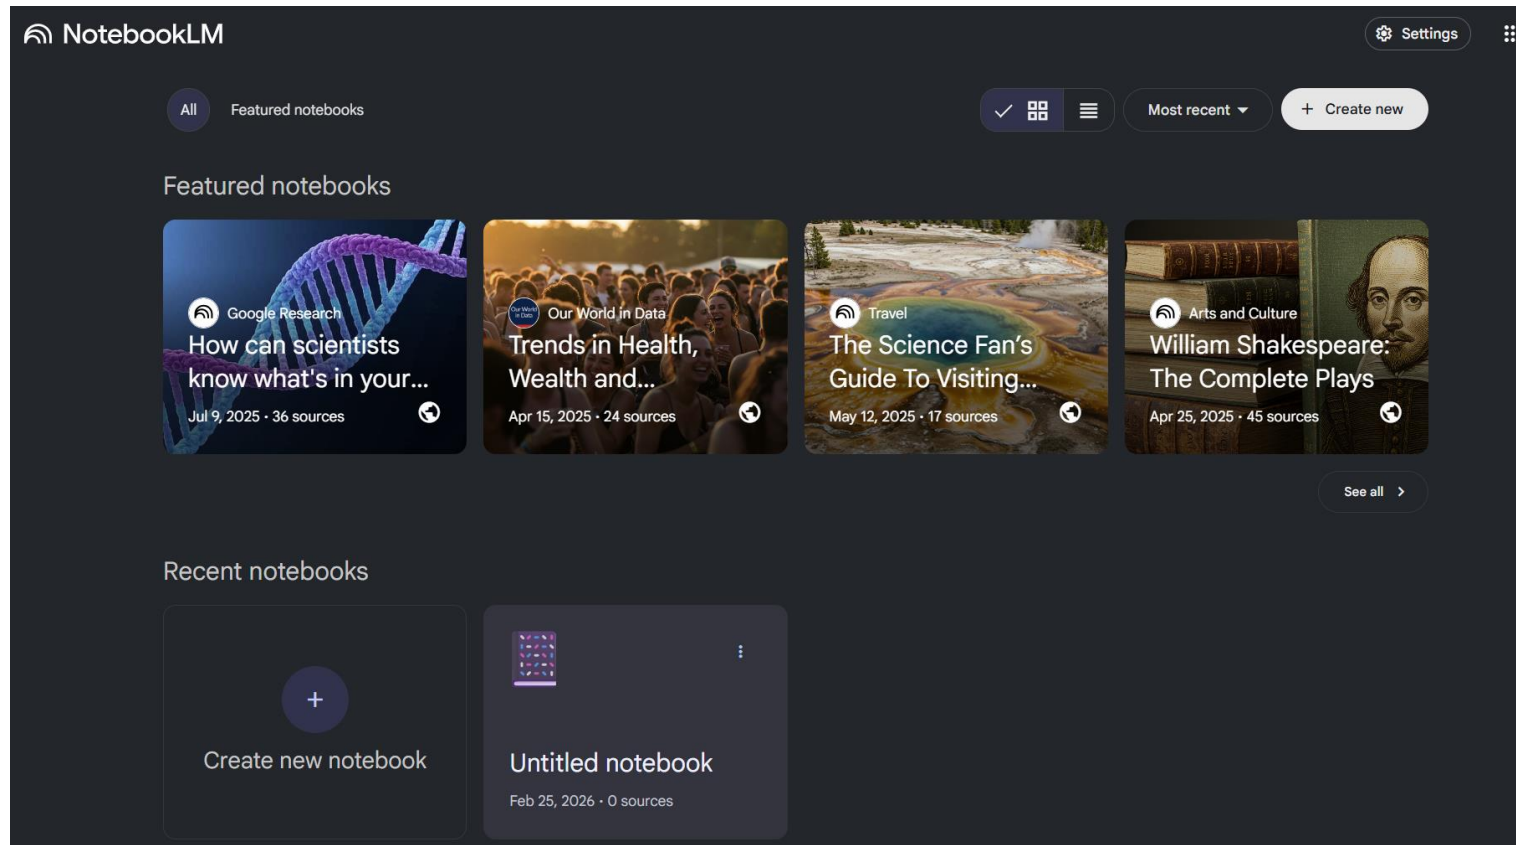 NotebookLM
Settings
All
Featured notebooks
Most recent
+ Create new
Featured notebooks
Google Research
How can scientists
know what's in your...
Jul 9, 2025 · 36 sources
Our World in Data
Our World in Data
Trends in Health,
Wealth and...
Apr 15, 2025 · 24 sources
Travel
The Science Fan's
Guide To Visiting...
May 12, 2025 · 17 sources
Arts and Culture
William Shakespeare:
The Complete Plays
Apr 25, 2025 · 45 sources
See all
Recent notebooks
+
Create new notebook
Untitled notebook
Feb 25, 2026 · 0 sources